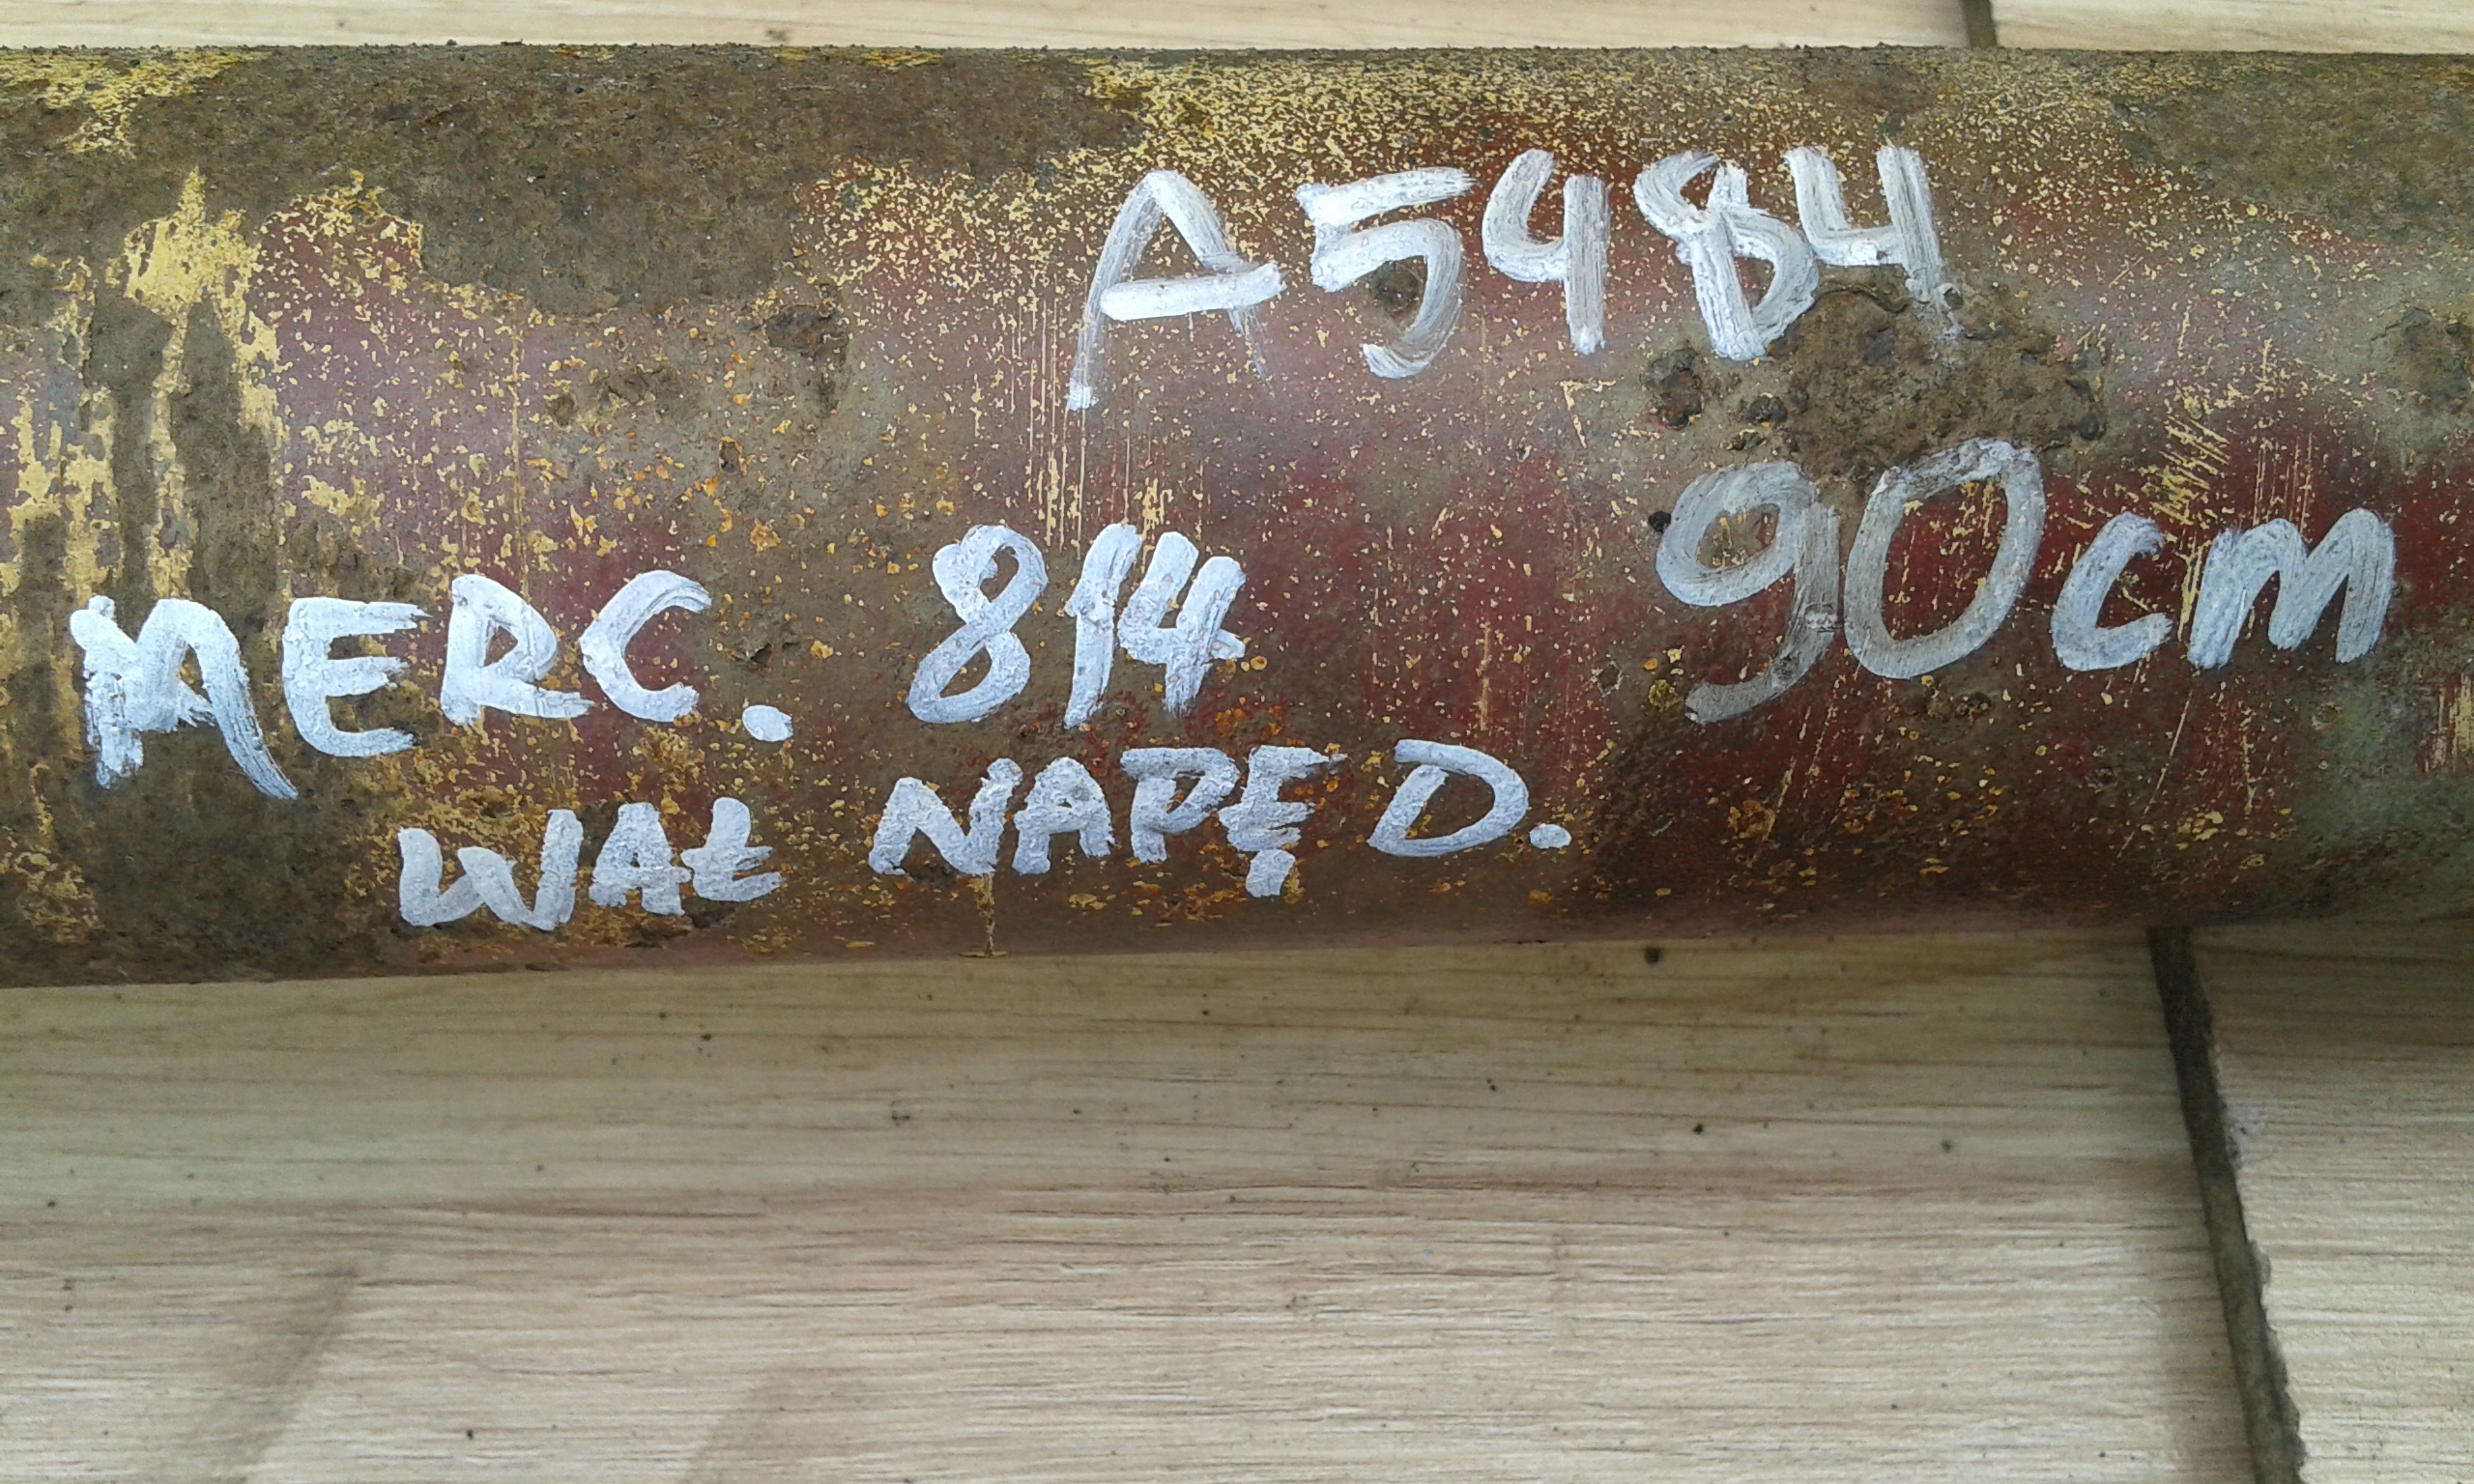 A5484
90cm
MERC. 814
WAŁ NAPĘD.